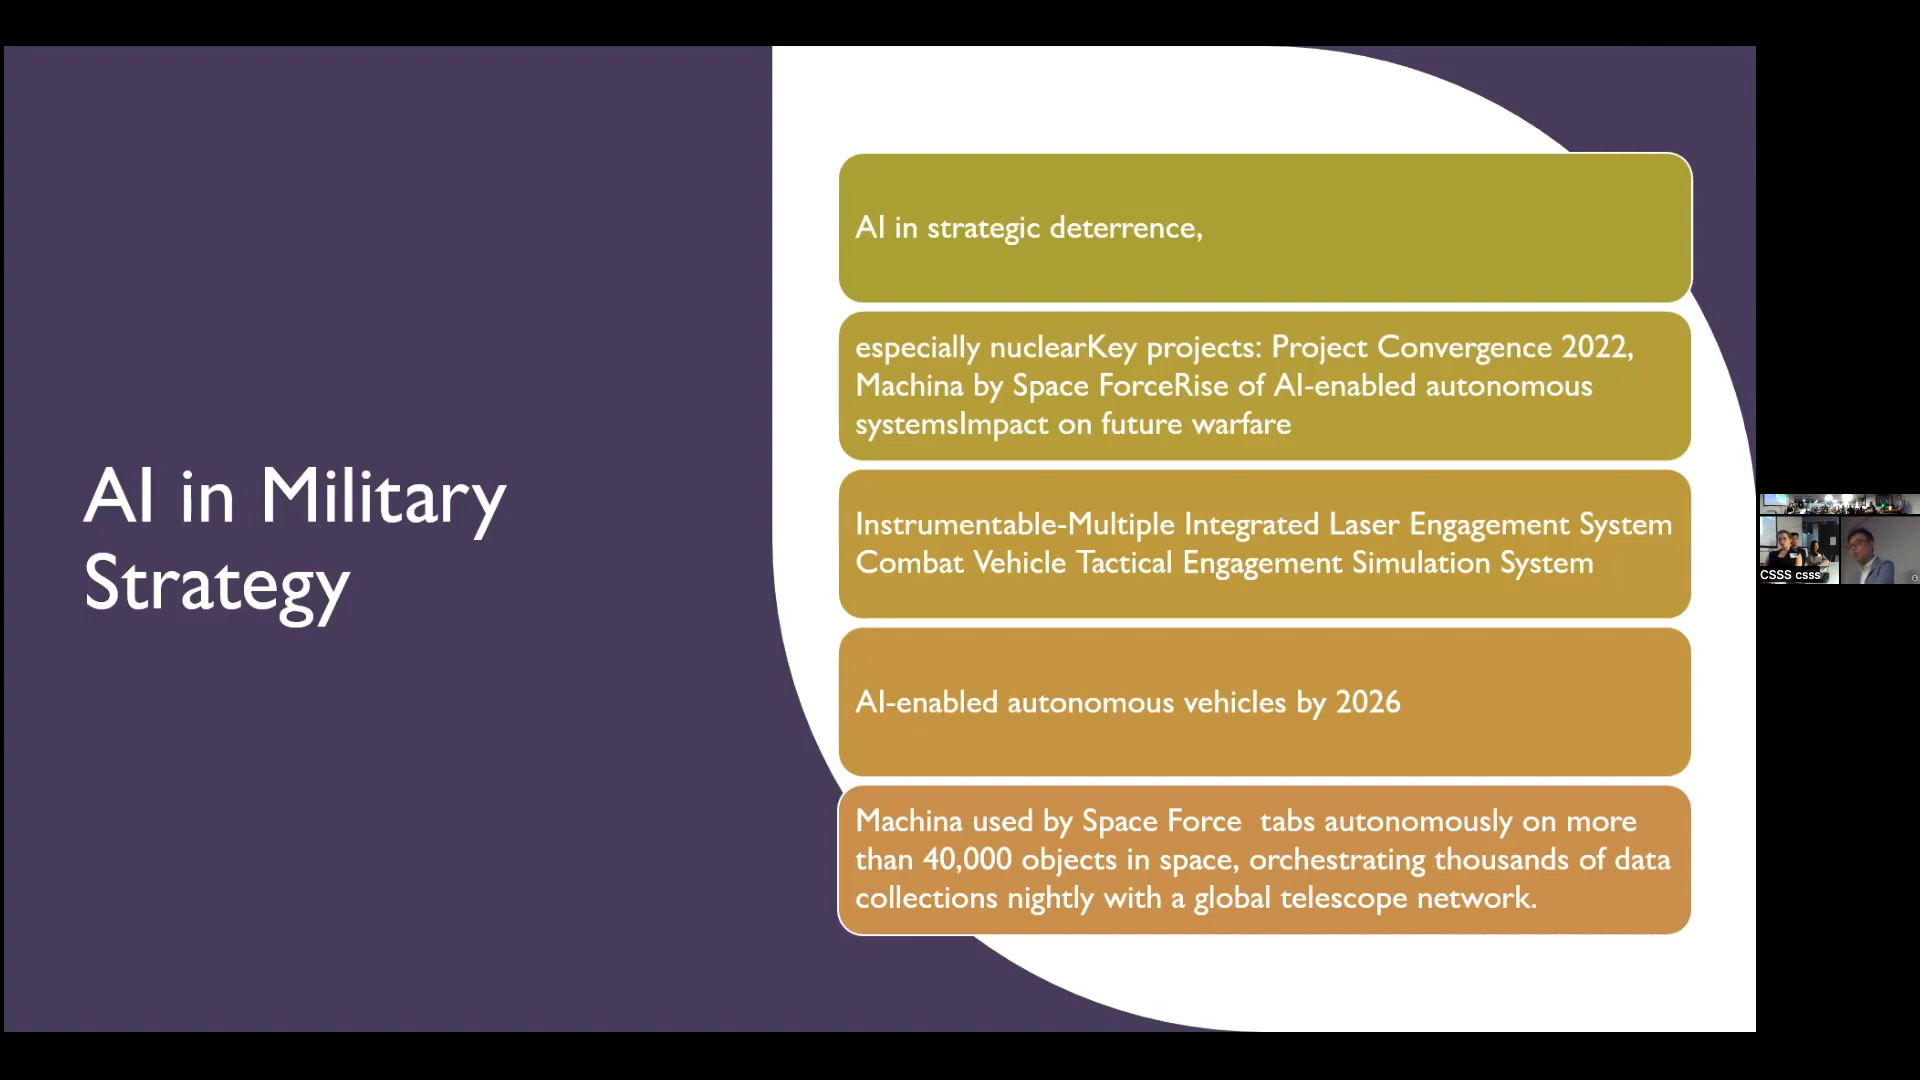 AI in Military
Strategy
AI in strategic deterrence,
especially nuclearKey projects: Project Convergence 2022,
Machina by Space ForceRise of AI-enabled autonomous
systemsImpact on future warfare
Instrumentable-Multiple Integrated Laser Engagement System
Combat Vehicle Tactical Engagement Simulation System
AI-enabled autonomous vehicles by 2026
Machina used by Space Force  tabs autonomously on more
than 40,000 objects in space, orchestrating thousands of data
collections nightly with a global telescope network.
CSSS csss